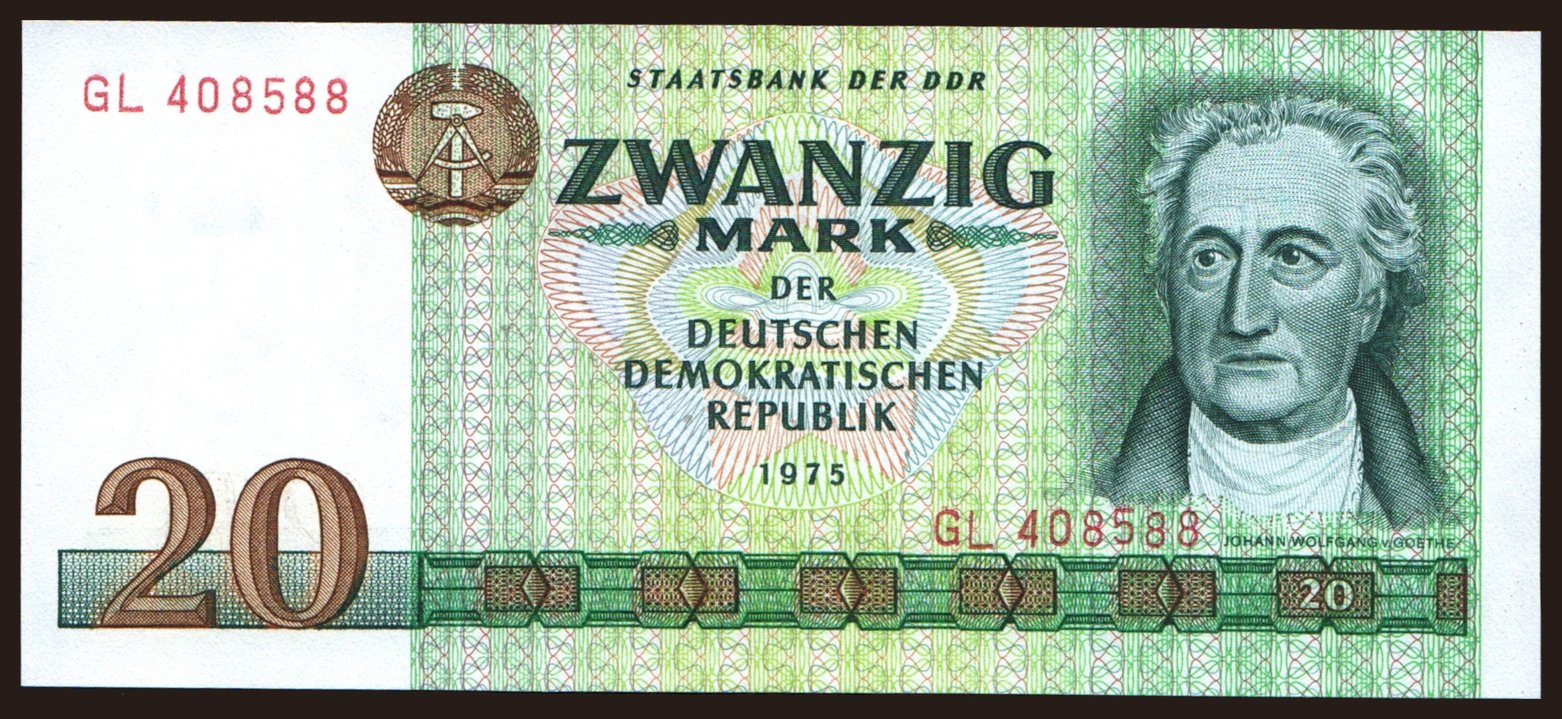 GL 408588
STAATSBANK DER DDR
ZWANZIG
MARK
DER
DEUTSCHEN
DEMOKRATISCHEN
REPUBLIK
1975
GL 408588
JOHANN WOLFGANG v. GOETHE
20
20